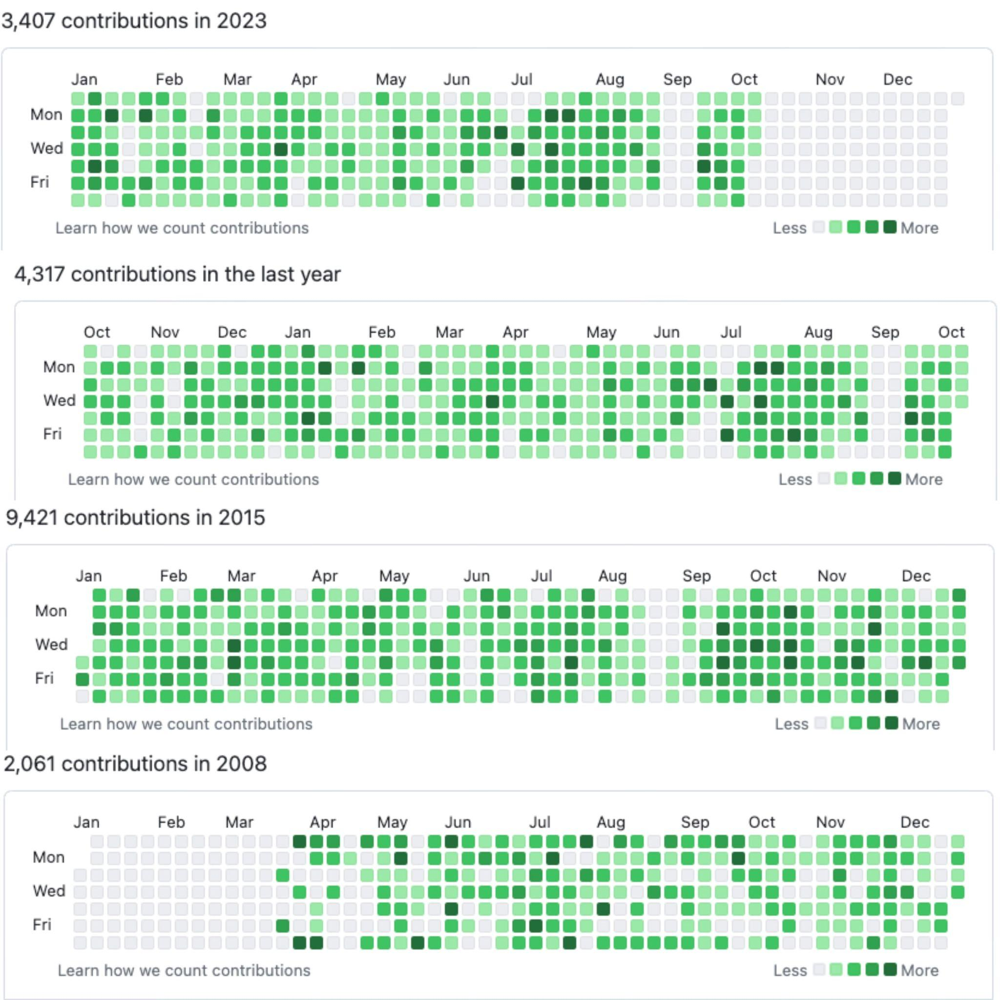 3,407 contributions in 2023
Jan Feb Mar Apr May Jun Jul Aug Sep Oct Nov Dec
Mon
Wed
Fri
Learn how we count contributions Less More
4,317 contributions in the last year
Oct Nov Dec Jan Feb Mar Apr May Jun Jul Aug Sep Oct
Mon
Wed
Fri
Learn how we count contributions Less More
9,421 contributions in 2015
Jan Feb Mar Apr May Jun Jul Aug Sep Oct Nov Dec
Mon
Wed
Fri
Learn how we count contributions Less More
2,061 contributions in 2008
Jan Feb Mar Apr May Jun Jul Aug Sep Oct Nov Dec
Mon
Wed
Fri
Learn how we count contributions Less More